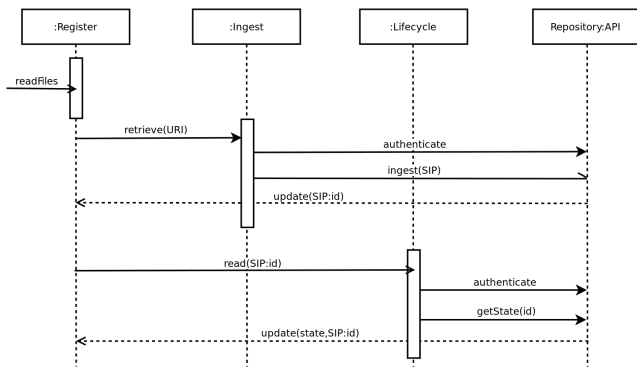 :Register
:Ingest
:Lifecycle
Repository:API
readFiles
retrieve(URI)
authenticate
ingest(SIP)
update(SIP:id)
read(SIP:id)
authenticate
getState(id)
update(state,SIP:id)